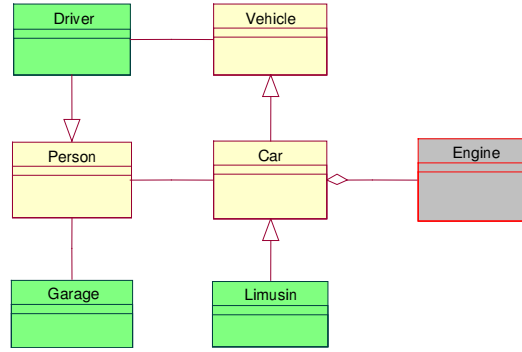 Driver
Vehicle
Person
Car
Engine
Garage
Limusin